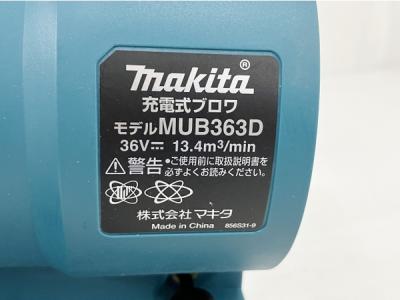 makita®
充電式ブロワ
モデルMUB363D
36V⎓ 13.4m³/min
⚠警告 •ご使用前に取扱説明書を
必ずよくお読みください。
株式会社 マキタ
Made in China 856S31-9